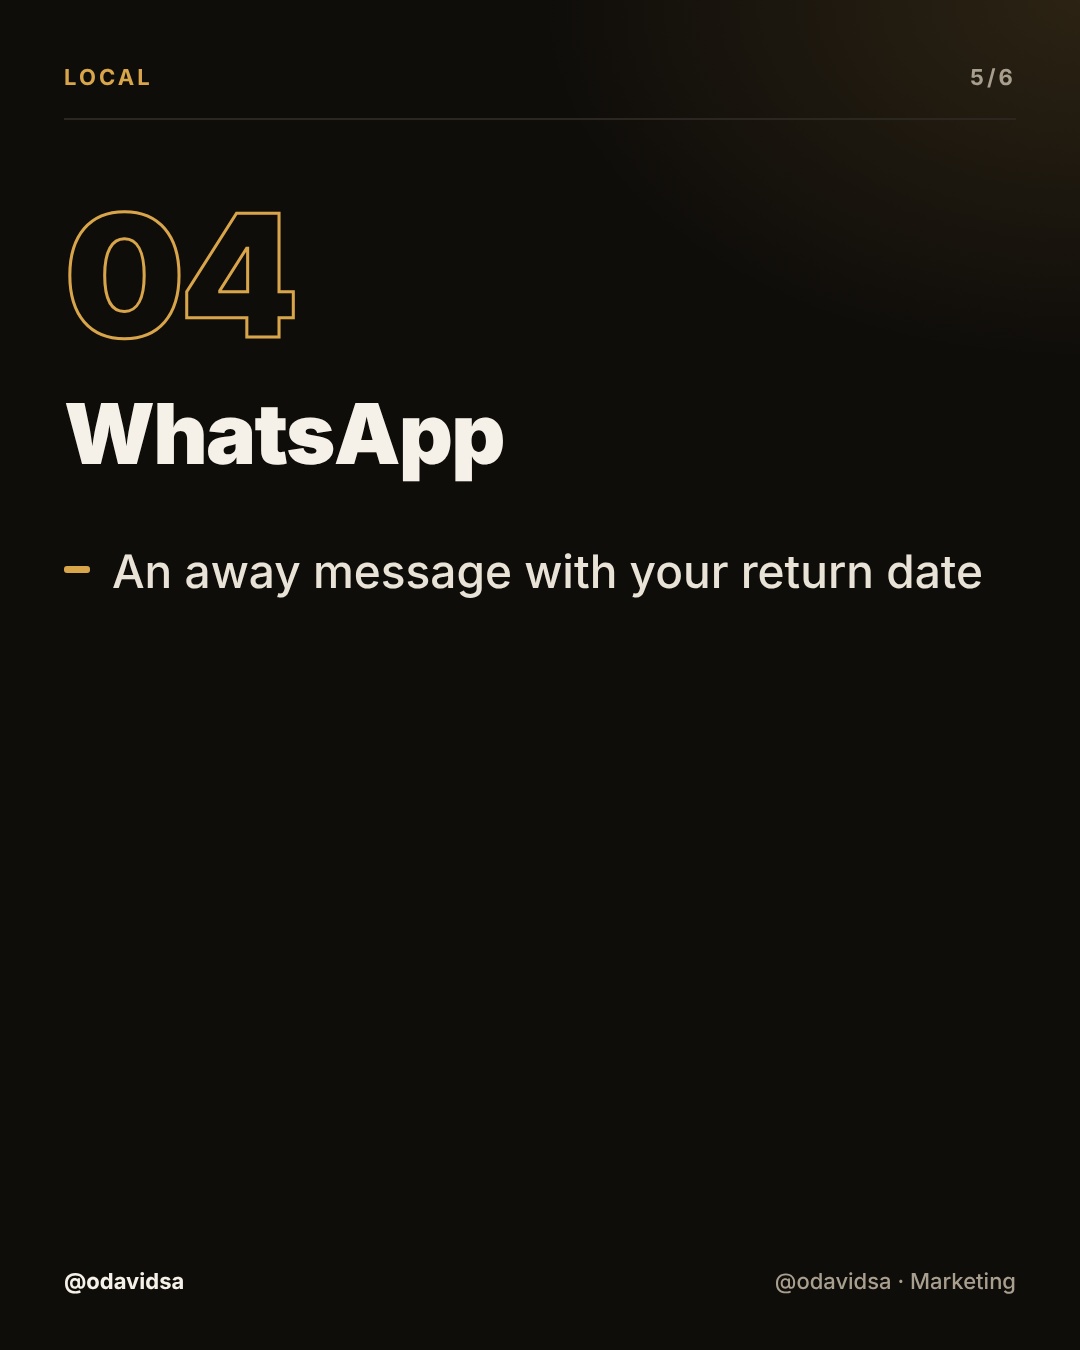 LOCAL
5/6
04
WhatsApp
An away message with your return date
@odavidsa
@odavidsa · Marketing